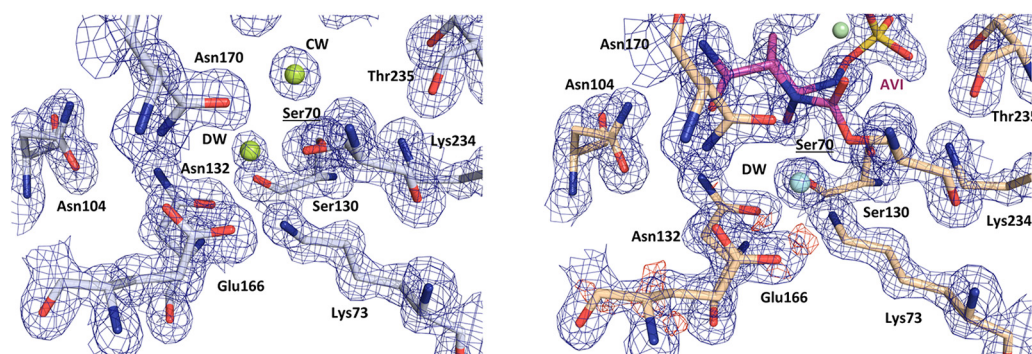 Asn170
CW
Thr235
Asn104
DW
Ser70
Lys234
Asn132
Asn104
Ser130
Glu166
Lys73
Asn170
AVI
Asn104
Thr235
Ser70
DW
Ser130
Lys234
Asn132
Glu166
Lys73